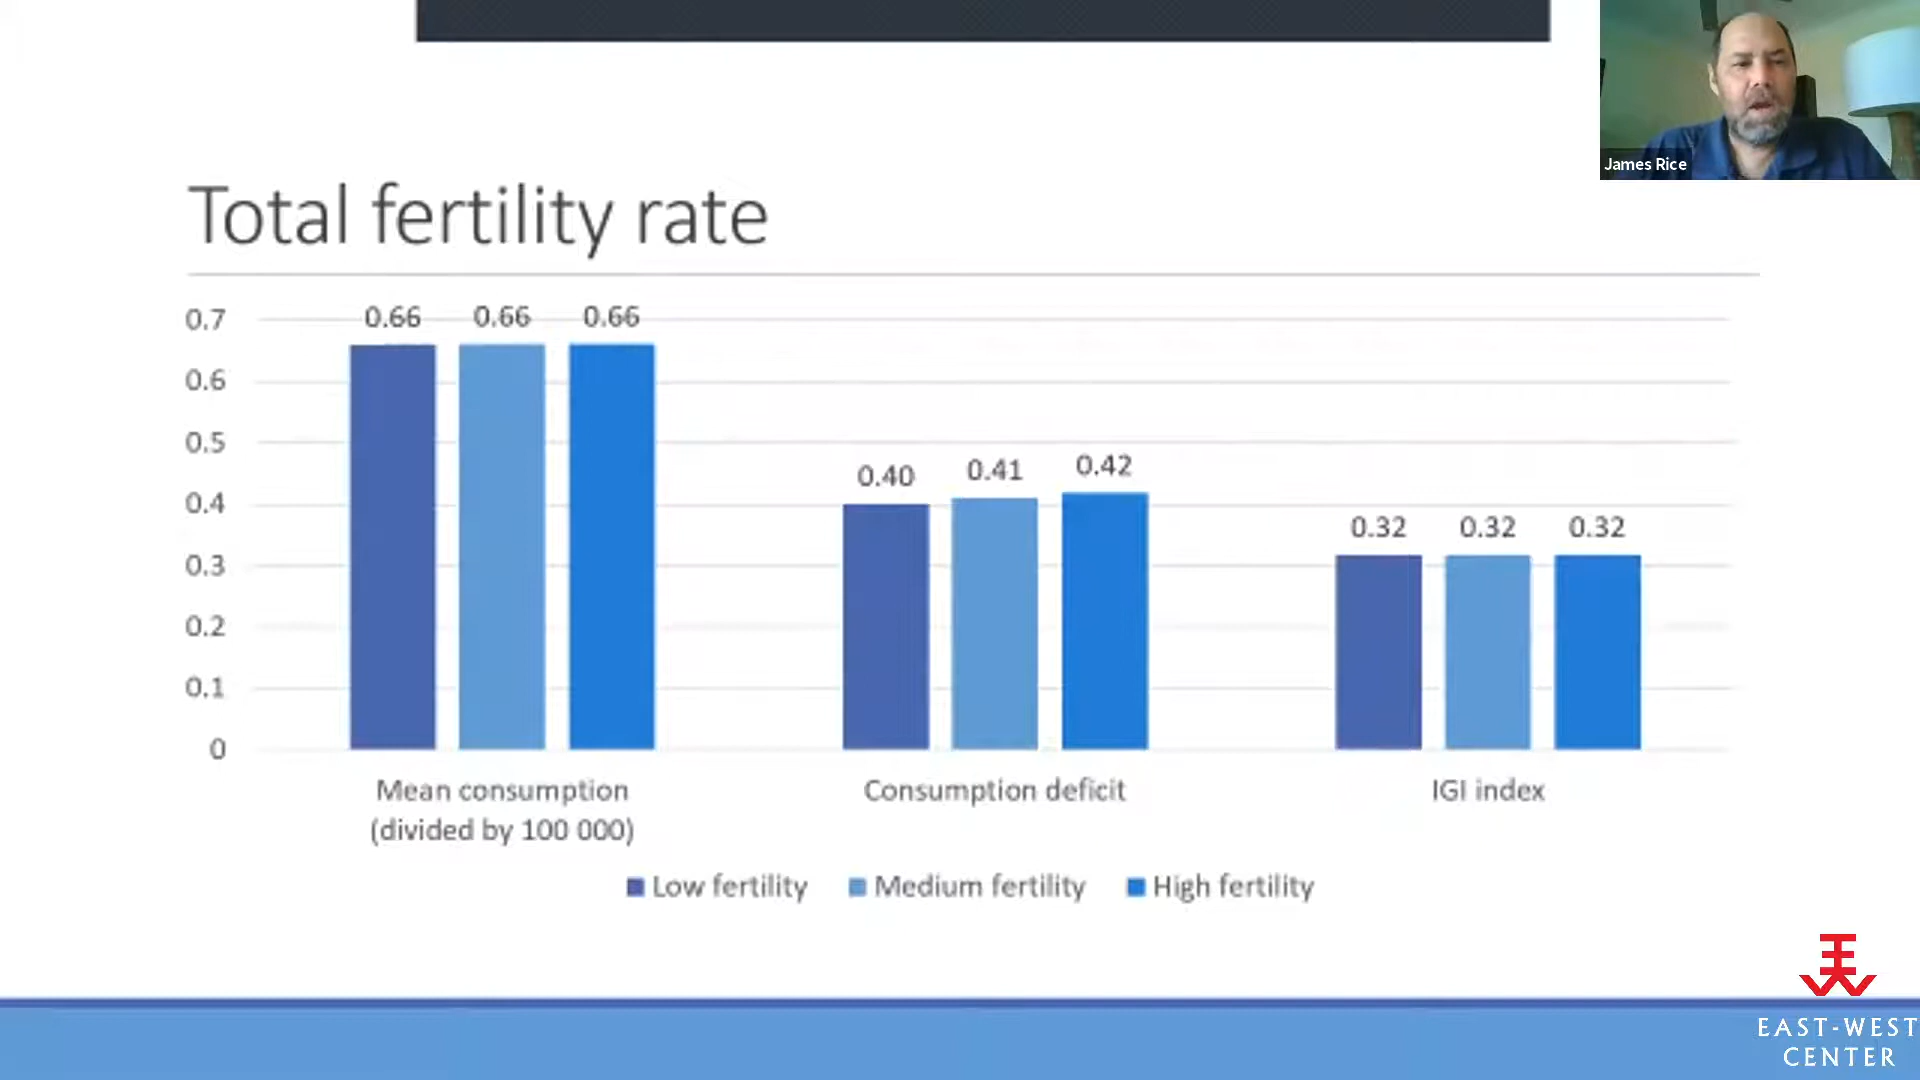 James Rice
Total fertility rate
0.7
0.6
0.5
0.4
0.3
0.2
0.1
0
0.66 0.66 0.66
0.40 0.41 0.42
0.32 0.32 0.32
Mean consumption
(divided by 100 000)
Consumption deficit
IGI index
Low fertility Medium fertility High fertility
EAST-WEST
CENTER